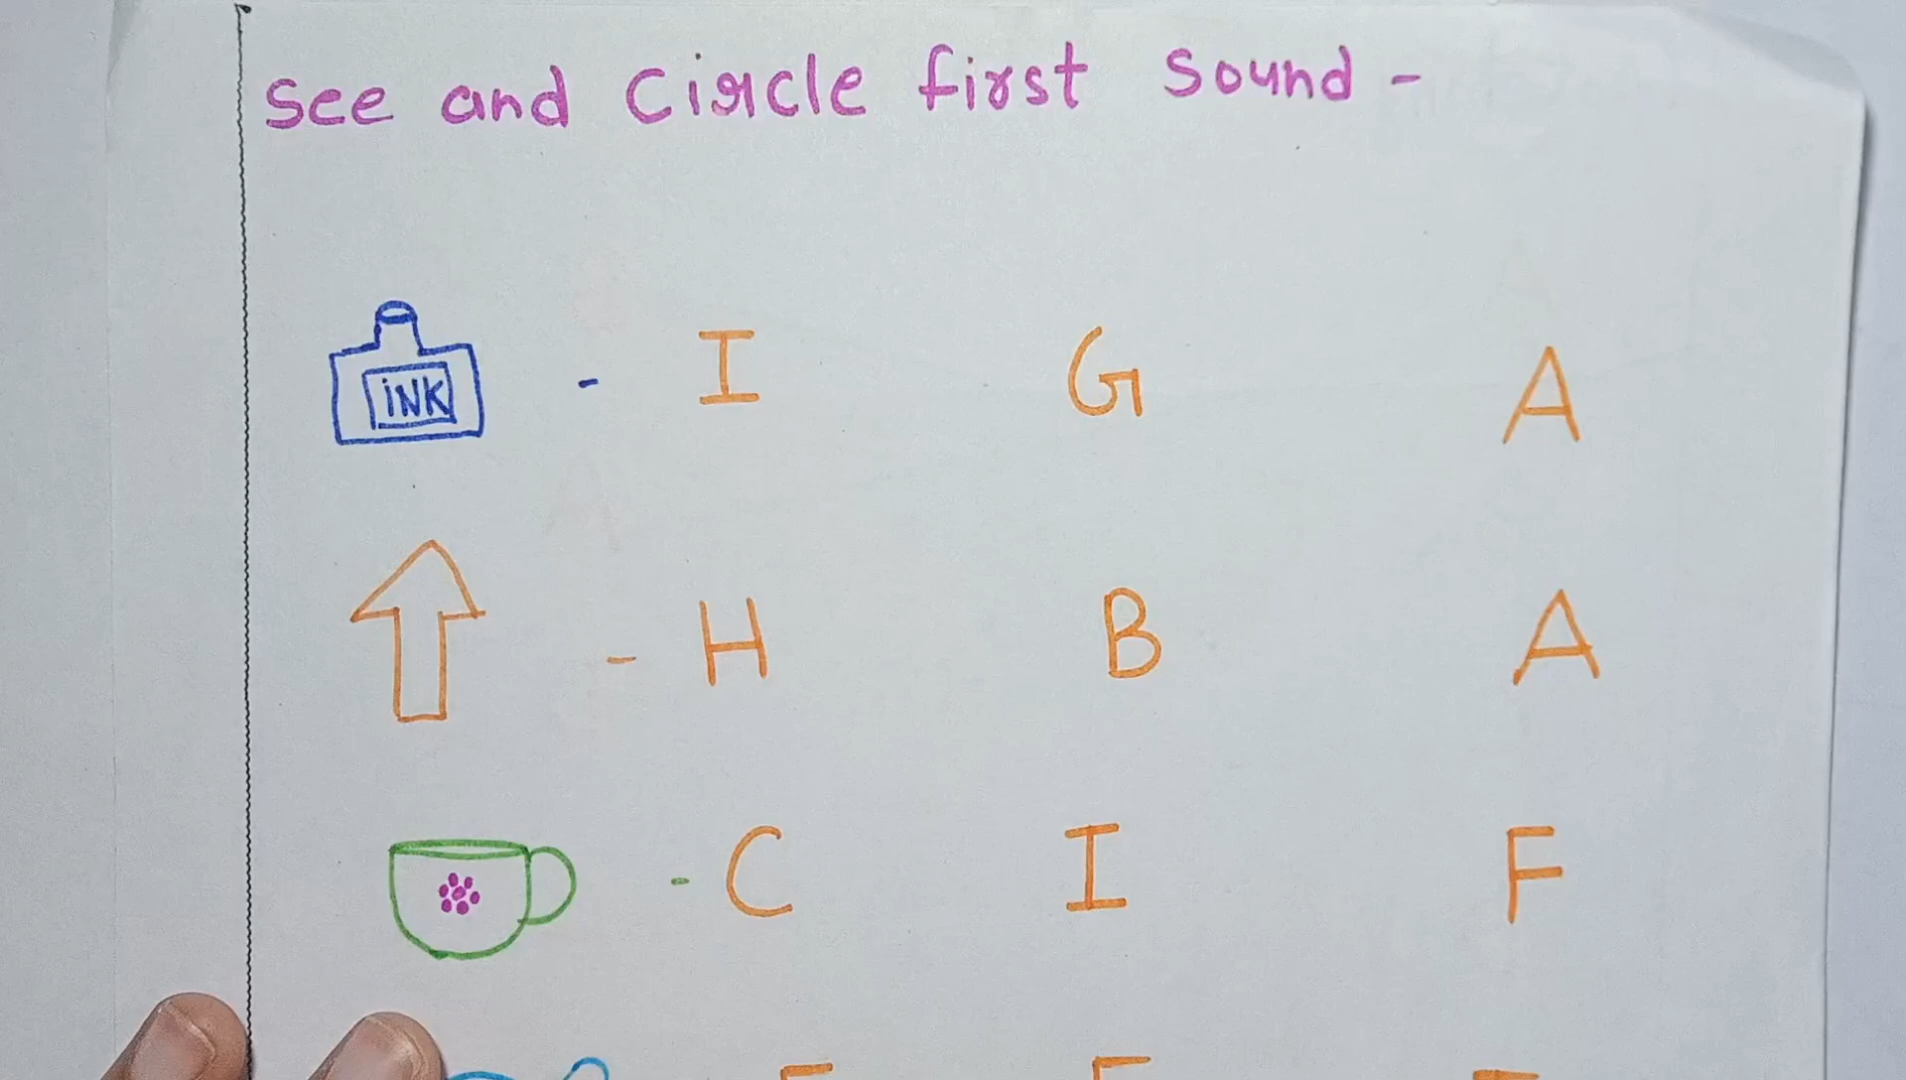 See and Circle first Sound -
INK - I G A
- H B A
- C I F